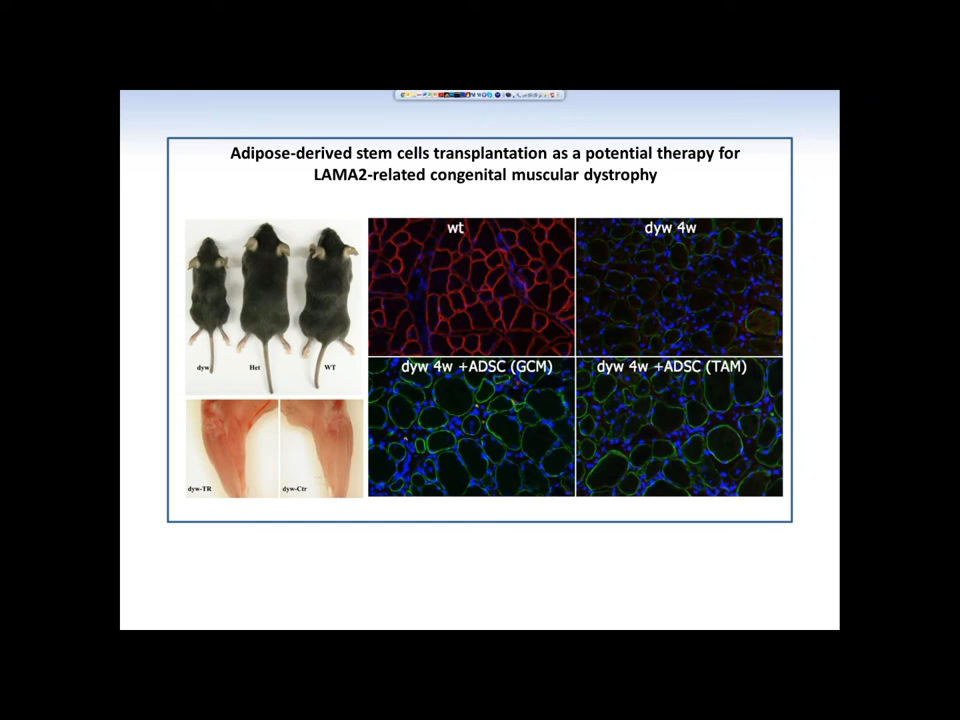 Adipose-derived stem cells transplantation as a potential therapy for
LAMA2-related congenital muscular dystrophy
wt
dyw 4w
dyw
Het
WT
dyw 4w +ADSC (GCM)
dyw 4w +ADSC (TAM)
dyw-TR
dyw-Ctr